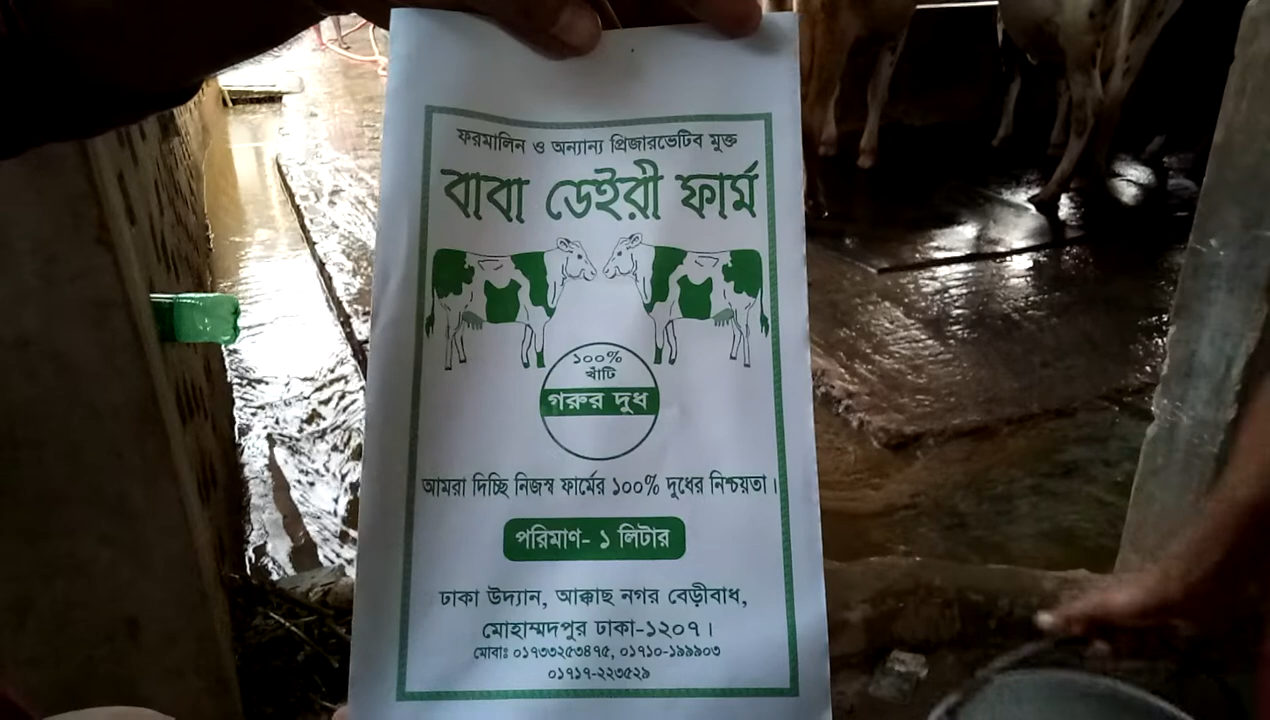 ফরমালিন ও অন্যান্য প্রিজারভেটিব মুক্ত
বাবা ডেইরী ফার্ম
১০০%
খাঁটি
গরুর দুধ
আমরা দিচ্ছি নিজস্ব ফার্মের ১০০% দুধের নিশ্চয়তা।
পরিমাণ- ১ লিটার
ঢাকা উদ্যান, আক্কাছ নগর বেড়ীবাধ,
মোহাম্মদপুর ঢাকা-১২০৭।
মোবাঃ ০১৭৩৩২৫৩৪৭৫, ০১৭১০-১৯৯৯০৩
০১৭১৭-২২৩৫২৯